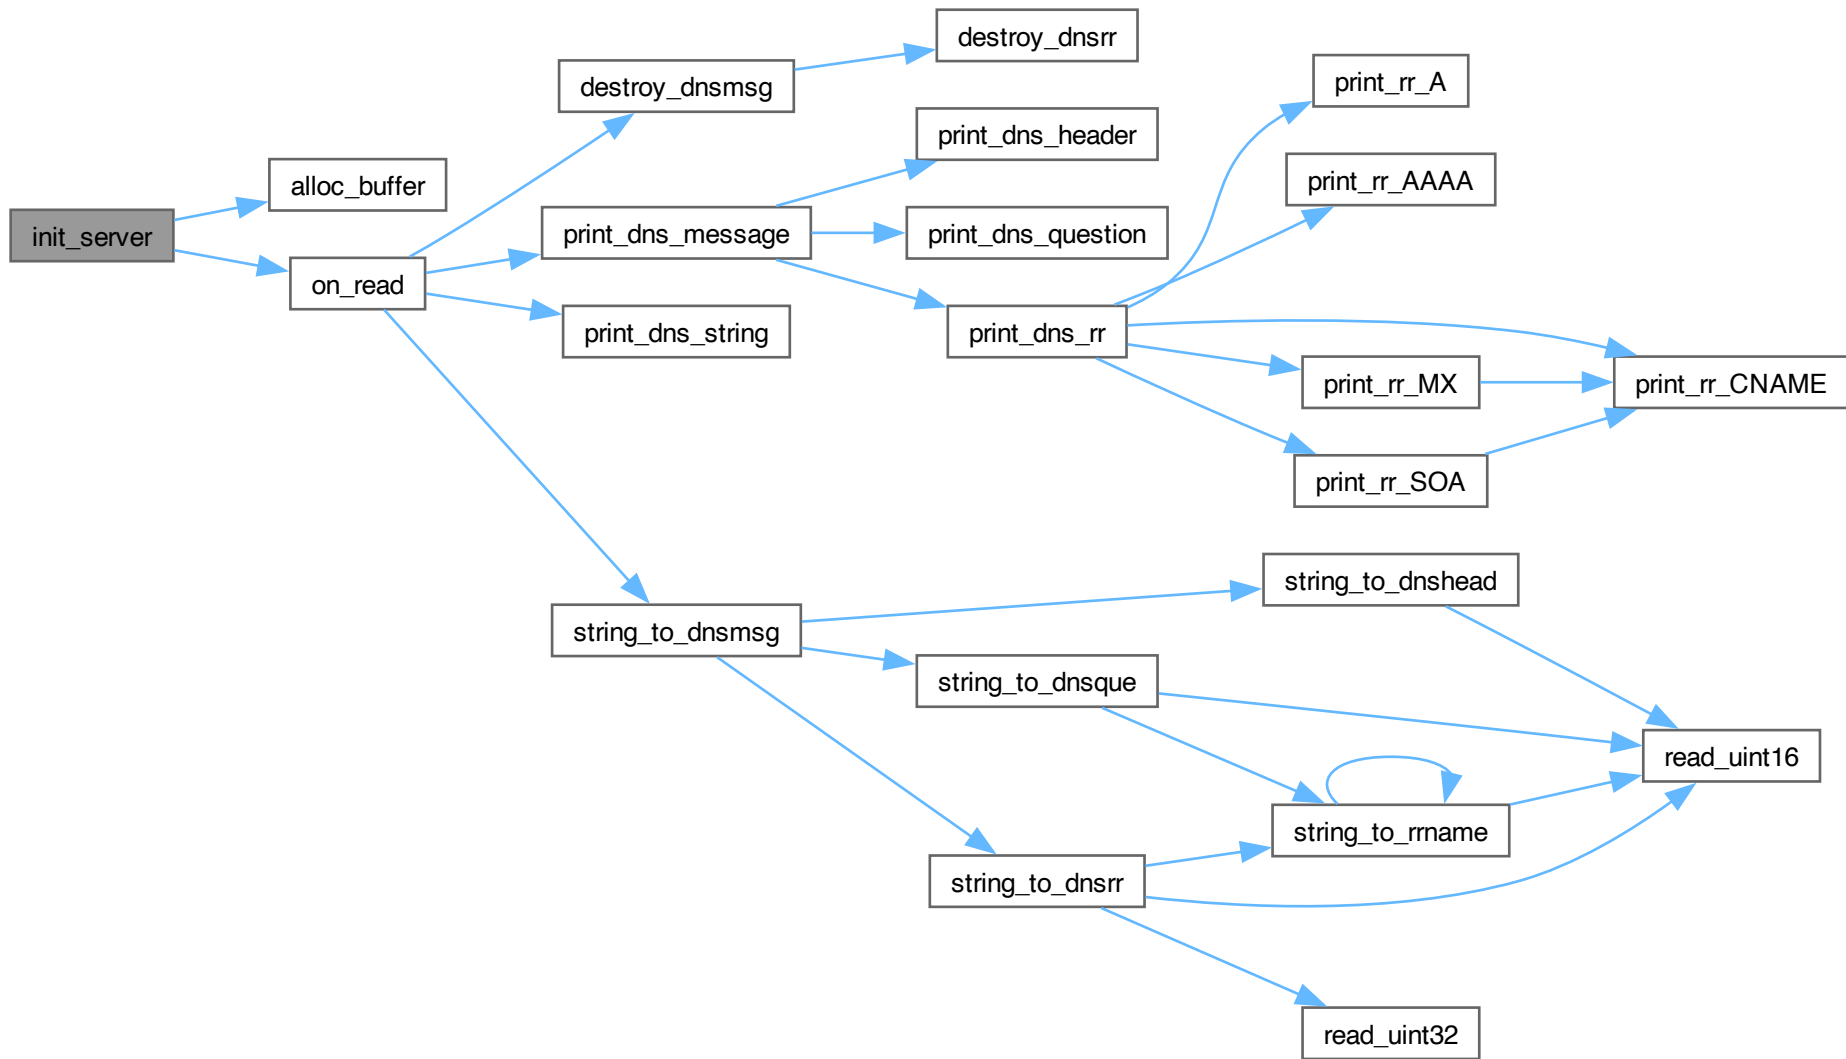 init_server
alloc_buffer
on_read
destroy_dnsmsg
print_dns_message
print_dns_string
string_to_dnsmsg
destroy_dnsrr
print_dns_header
print_dns_question
print_dns_rr
string_to_dnsque
string_to_dnsrr
print_rr_A
print_rr_AAAA
print_rr_MX
print_rr_SOA
string_to_dnshead
string_to_rrname
read_uint32
print_rr_CNAME
read_uint16